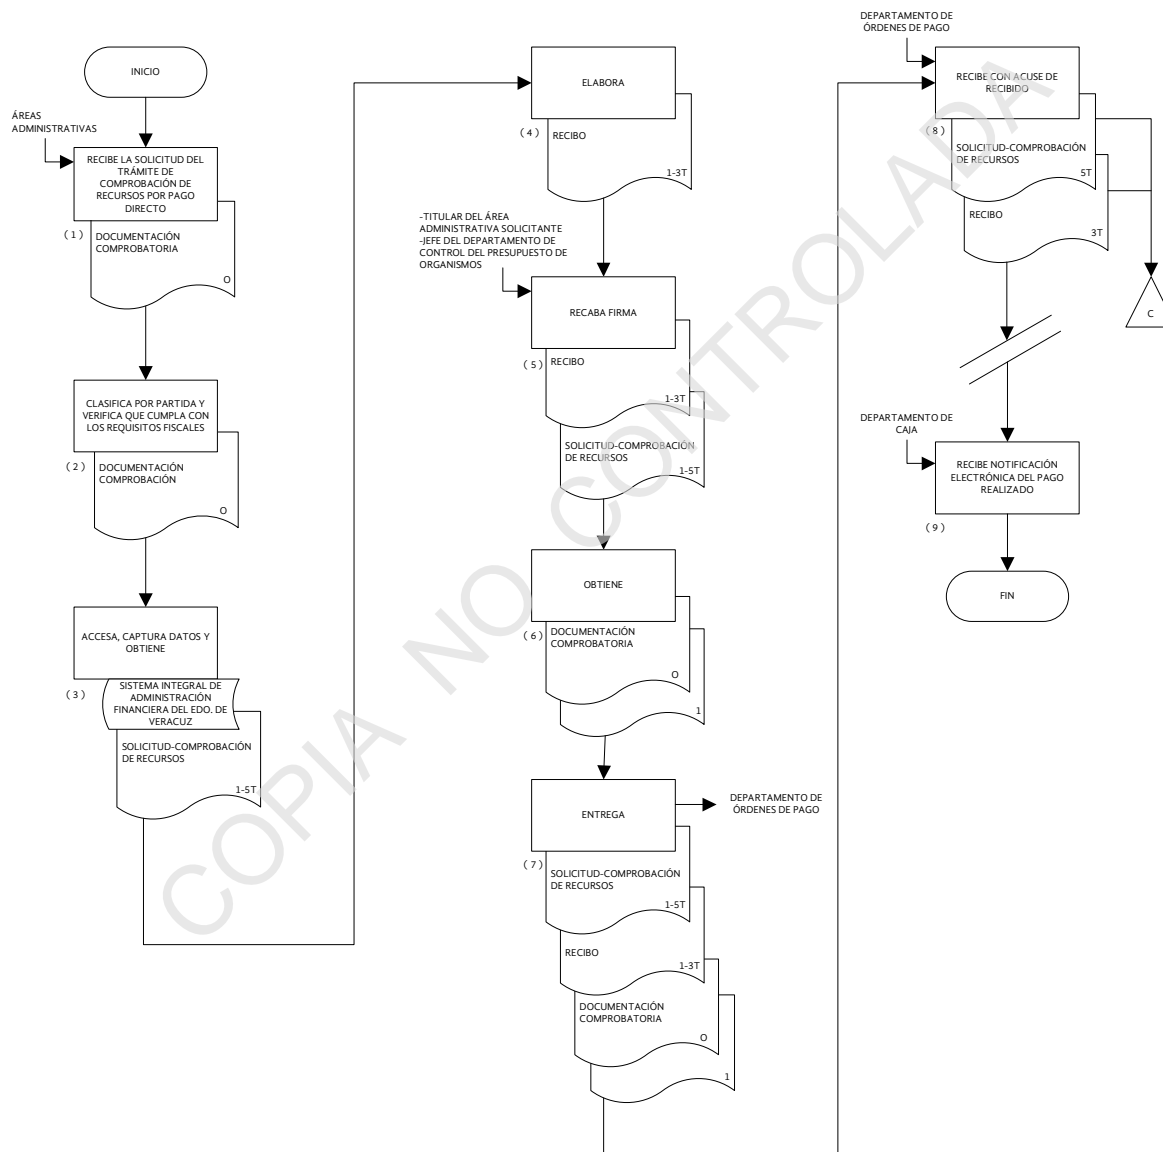 INICIO
ÁREAS
ADMINISTRATIVAS
RECIBE LA SOLICITUD DEL
TRÁMITE DE
COMPROBACIÓN DE
RECURSOS POR PAGO
DIRECTO
( 1 )
DOCUMENTACIÓN
COMPROBATORIA
O
CLASIFICA POR PARTIDA Y
VERIFICA QUE CUMPLA CON
LOS REQUISITOS FISCALES
( 2 )
DOCUMENTACIÓN
COMPROBACIÓN
O
ACCESA, CAPTURA DATOS Y
OBTIENE
( 3 )
SISTEMA INTEGRAL DE
ADMINISTRACIÓN
FINANCIERA DEL EDO. DE
VERACUZ
SOLICITUD-COMPROBACIÓN
DE RECURSOS
1-5T
ELABORA
( 4 )
RECIBO
1-3T
-TITULAR DEL ÁREA
ADMINISTRATIVA SOLICITANTE
-JEFE DEL DEPARTAMENTO DE
CONTROL DEL PRESUPUESTO DE
ORGANISMOS
RECABA FIRMA
( 5 )
RECIBO
1-3T
SOLICITUD-COMPROBACIÓN
DE RECURSOS
1-5T
OBTIENE
( 6 )
DOCUMENTACIÓN
COMPROBATORIA
O
1
ENTREGA
DEPARTAMENTO DE
ÓRDENES DE PAGO
( 7 )
SOLICITUD-COMPROBACIÓN
DE RECURSOS
1-5T
RECIBO
1-3T
DOCUMENTACIÓN
COMPROBATORIA
O
1
DEPARTAMENTO DE
ÓRDENES DE PAGO
RECIBE CON ACUSE DE
RECIBIDO
( 8 )
SOLICITUD-COMPROBACIÓN
DE RECURSOS
5T
RECIBO
3T
C
DEPARTAMENTO DE
CAJA
RECIBE NOTIFICACIÓN
ELECTRÓNICA DEL PAGO
REALIZADO
( 9 )
FIN
COPIA NO CONTROLADA